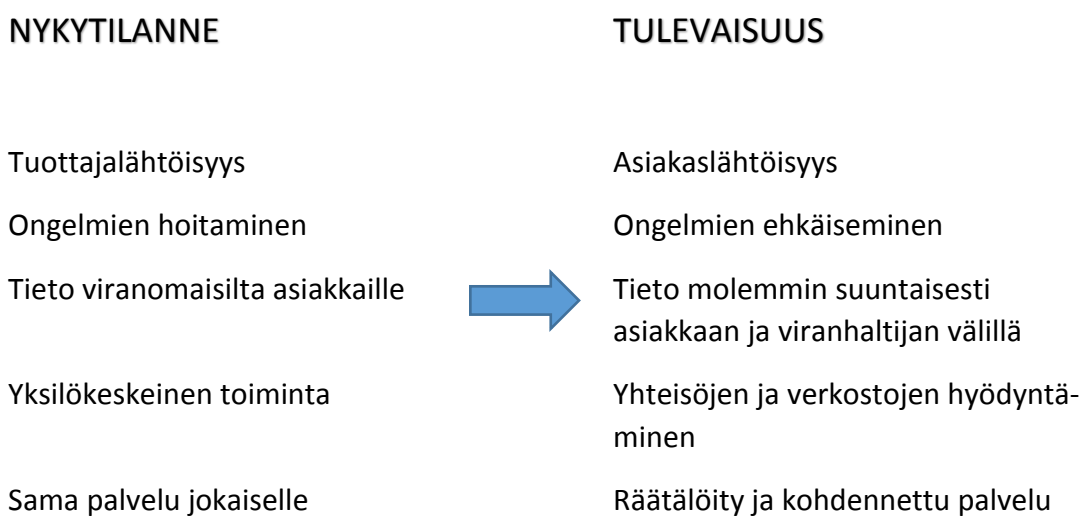 NYKYTILANNE
TULEVAISUUS
Tuottajalähtöisyys
Asiakaslähtöisyys
Ongelmien hoitaminen
Ongelmien ehkäiseminen
Tieto viranomaisilta asiakkaille
Tieto molemmin suuntaisesti
asiakkaan ja viranhaltijan välillä
Yksilökeskeinen toiminta
Yhteisöjen ja verkostojen hyödyntä-
minen
Sama palvelu jokaiselle
Räätälöity ja kohdennettu palvelu